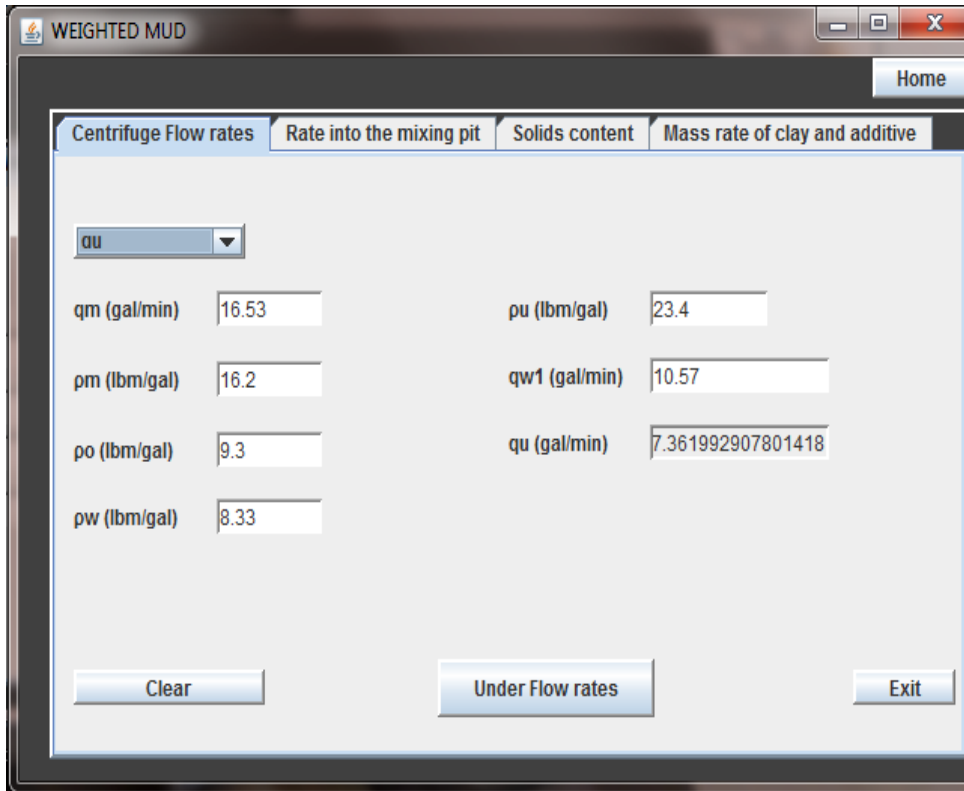 WEIGHTED MUD
Home
Centrifuge Flow rates
Rate into the mixing pit
Solids content
Mass rate of clay and additive
qu
qm (gal/min) 16.53
ρu (lbm/gal) 23.4
ρm (lbm/gal) 16.2
qw1 (gal/min) 10.57
ρo (lbm/gal) 9.3
qu (gal/min) 7.361992907801418
ρw (lbm/gal) 8.33
Clear
Under Flow rates
Exit